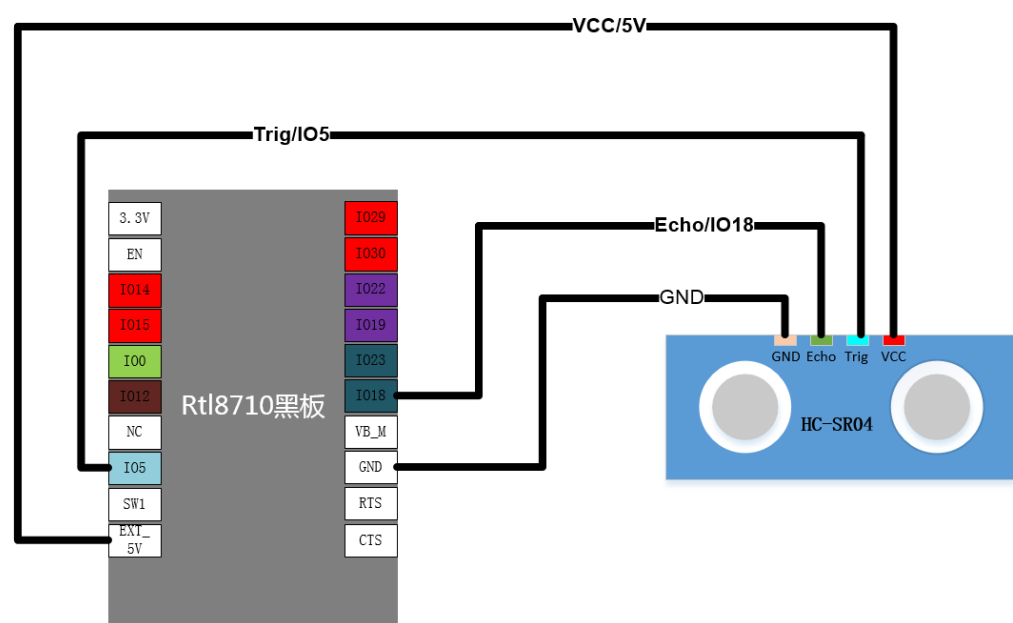 VCC/5V
Trig/IO5
Echo/IO18
GND
3.3V
EN
IO14
IO15
IO0
IO12
NC
IO5
SW1
EXT_
5V
Rtl8710黑板
IO29
IO30
IO22
IO19
IO23
IO18
VB_M
GND
RTS
CTS
GND Echo Trig VCC
HC-SR04